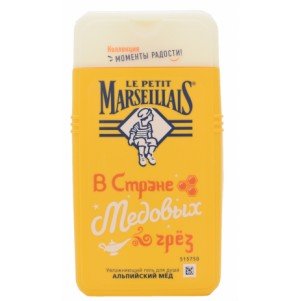 Коллекция
МОМЕНТЫ РАДОСТИ!
LE PETIT
MARSEILLAIS
В Стране
Медовых
грёз
Увлажняющий гель для душа
АЛЬПИЙСКИЙ МЁД